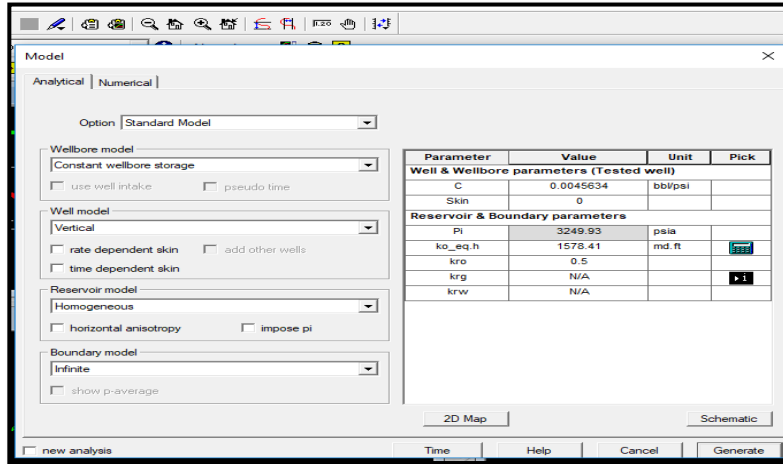 Model
Analytical Numerical
Option Standard Model
Wellbore model
Constant wellbore storage
use well intake pseudo time
Well model
Vertical
rate dependent skin add other wells
time dependent skin
Reservoir model
Homogeneous
horizontal anisotropy impose pi
Boundary model
Infinite
show p-average
Parameter Value Unit Pick
Well & Wellbore parameters (Tested well)
C 0.0045634 bbl/psi
Skin 0
Reservoir & Boundary parameters
Pi 3249.93 psia
ko_eq.h 1578.41 md.ft
kro 0.5
krg N/A
krw N/A
2D Map Schematic
new analysis Time Help Cancel Generate